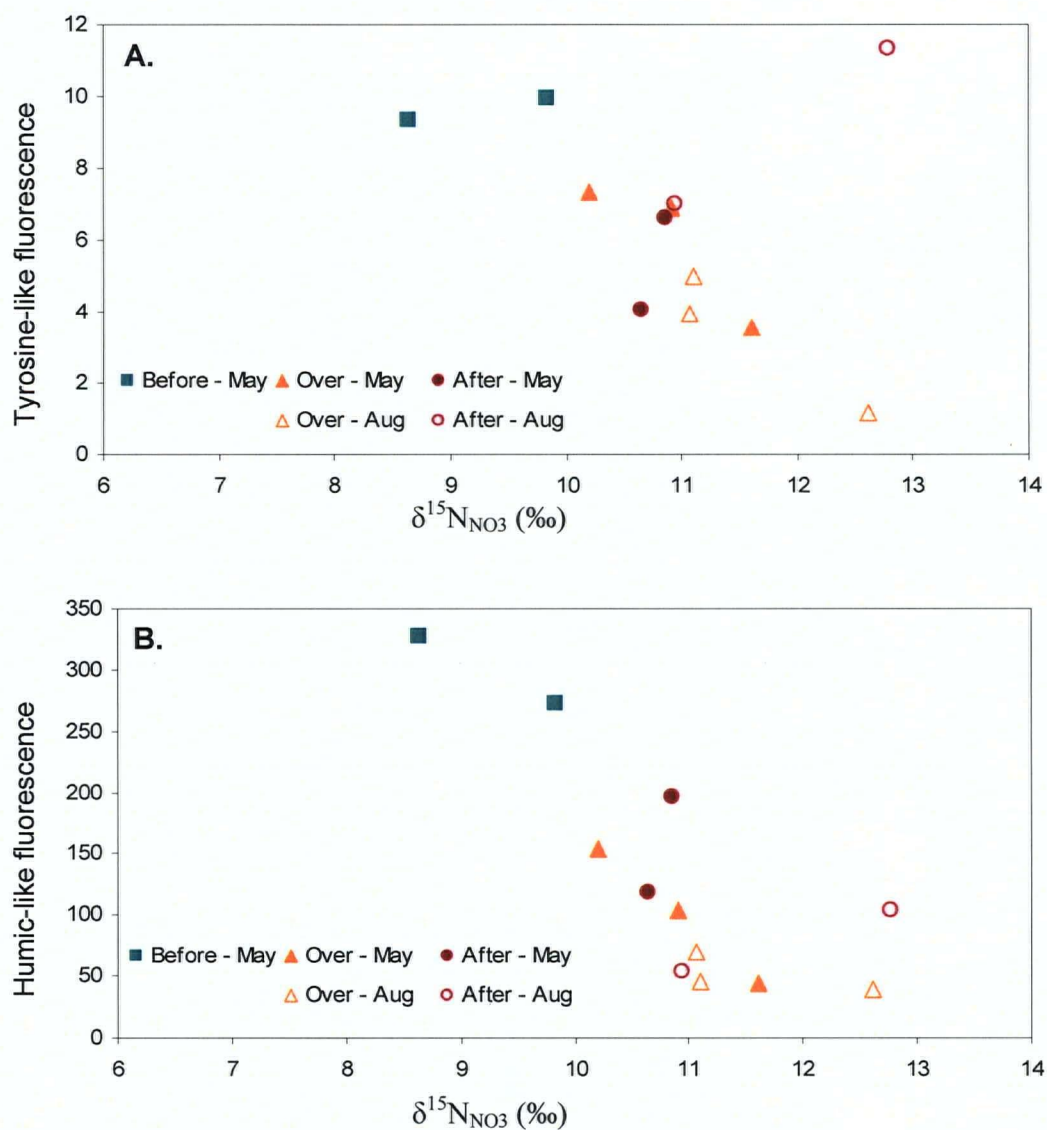 A.
Tyrosine-like fluorescence
12
10
8
6
4
2
0
Before - May Over - May After - May
Over - Aug After - Aug
6 7 8 9 10 11 12 13 14
δ¹⁵N_NO3 (‰)
B.
Humic-like fluorescence
350
300
250
200
150
100
50
0
Before - May Over - May After - May
Over - Aug After - Aug
6 7 8 9 10 11 12 13 14
δ¹⁵N_NO3 (‰)